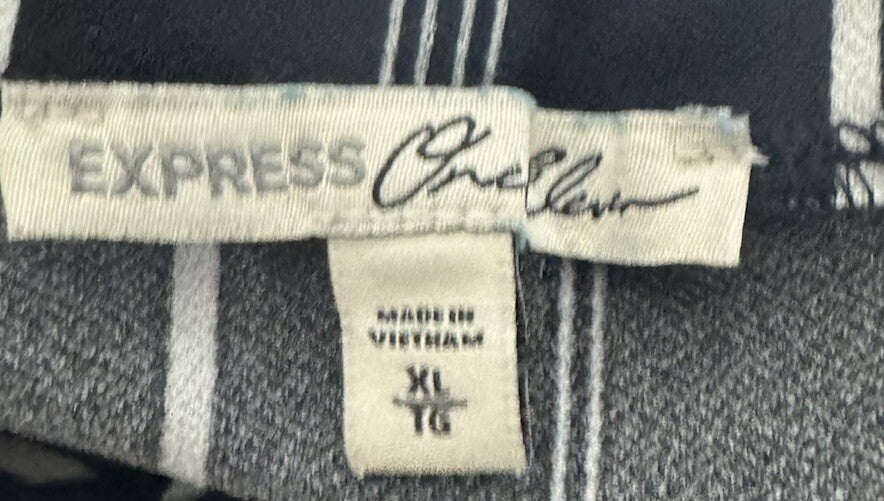 EXPRESS One Eleven
MADE IN
VIETNAM
XL
TG